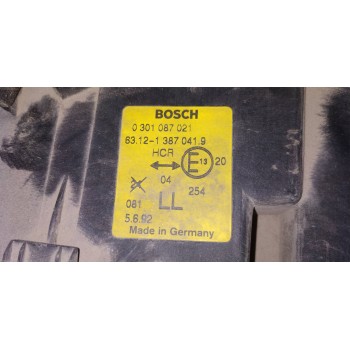 BOSCH
0 301 087 021
63.12-1 387 041.9
HCR E13 20
04
254
081 LL
5.6.92
Made in Germany